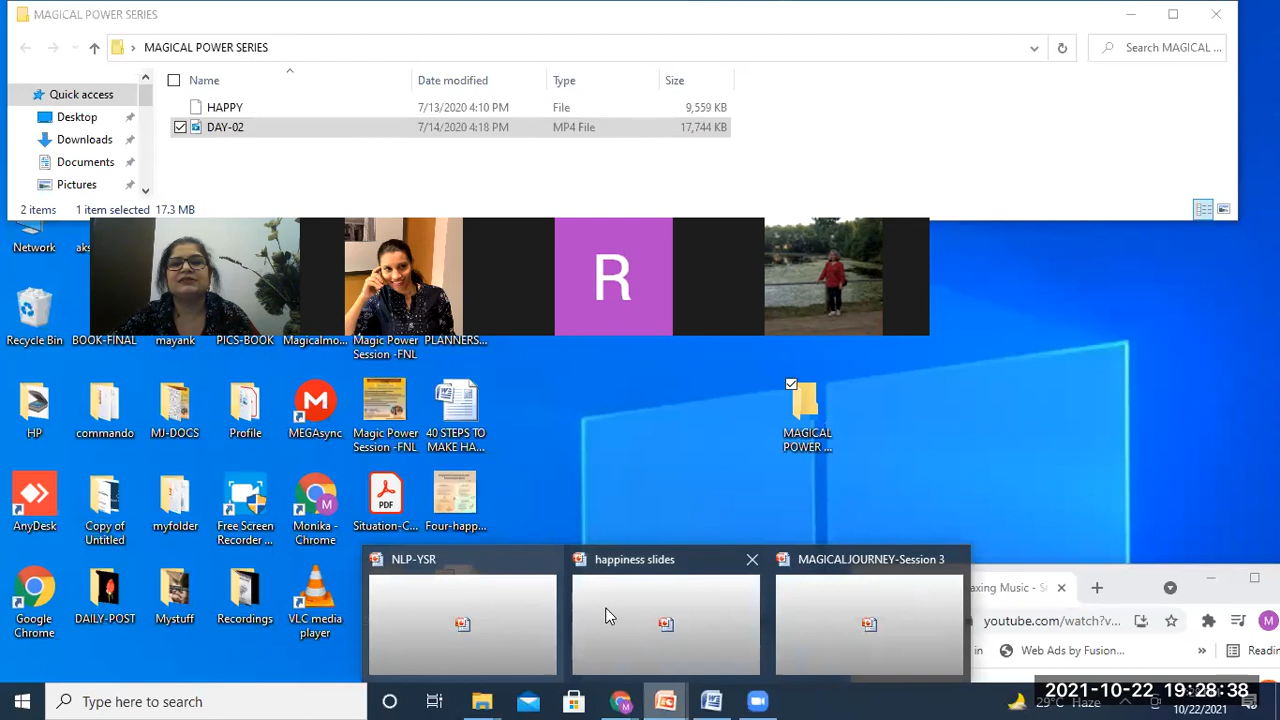 MAGICAL POWER SERIES
MAGICAL POWER SERIES
Search MAGICAL ...
Name
Date modified
Type
Size
Quick access
HAPPY
7/13/2020 4:10 PM
File
9,559 KB
Desktop
DAY-02
7/14/2020 4:18 PM
MP4 File
17,744 KB
Downloads
Documents
Pictures
2 items
1 item selected
17.3 MB
R
Network
aks
Recycle Bin
BOOK-FINAL
mayank
PICS-BOOK
Magicalmo...
Magic Power
Session -FNL
PLANNERS...
HP
commando
MJ-DOCS
Profile
MEGAsync
Magic Power
Session -FNL
40 STEPS TO
MAKE HA...
MAGICAL
POWER ...
AnyDesk
Copy of
Untitled
myfolder
Free Screen
Recorder ...
Monika -
Chrome
PDF
Situation-C...
Four-happ...
NLP-YSR
happiness slides
MAGICALJOURNEY-Session 3
Google
Chrome
DAILY-POST
Mystuff
Recordings
VLC media
player
axing Music - S
youtube.com/watch?v...
M
in
Web Ads by Fusion...
Readi
Type here to search
29°C Haze
2021-10-22 19:28:38
10/22/2021